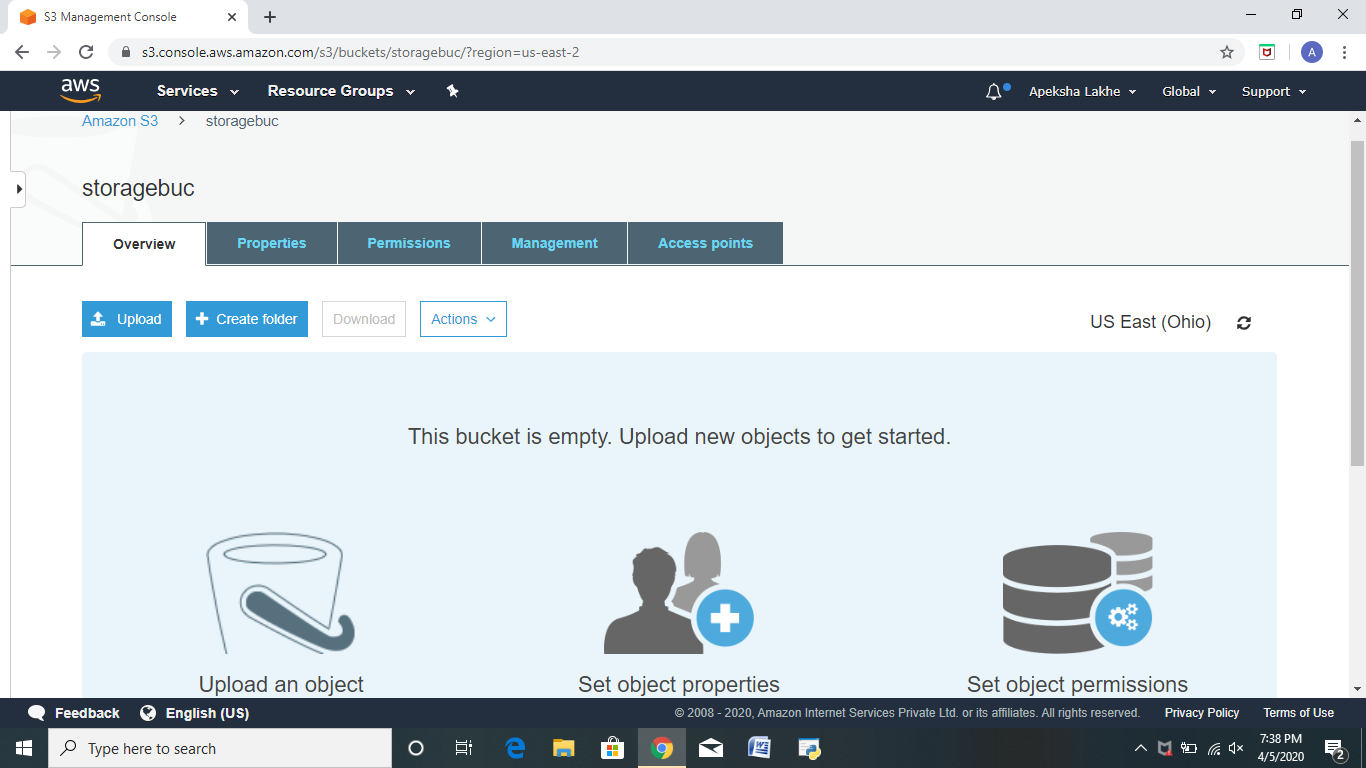 S3 Management Console
s3.console.aws.amazon.com/s3/buckets/storagebuc/?region=us-east-2
A
aws
Services
Resource Groups
Apeksha Lakhe
Global
Support
Amazon S3 > storagebuc
storagebuc
Overview
Properties
Permissions
Management
Access points
Upload
Create folder
Download
Actions
US East (Ohio)
This bucket is empty. Upload new objects to get started.
Upload an object
Set object properties
Set object permissions
Feedback
English (US)
© 2008 - 2020, Amazon Internet Services Private Ltd. or its affiliates. All rights reserved.
Privacy Policy
Terms of Use
Type here to search
7:38 PM
4/5/2020
2